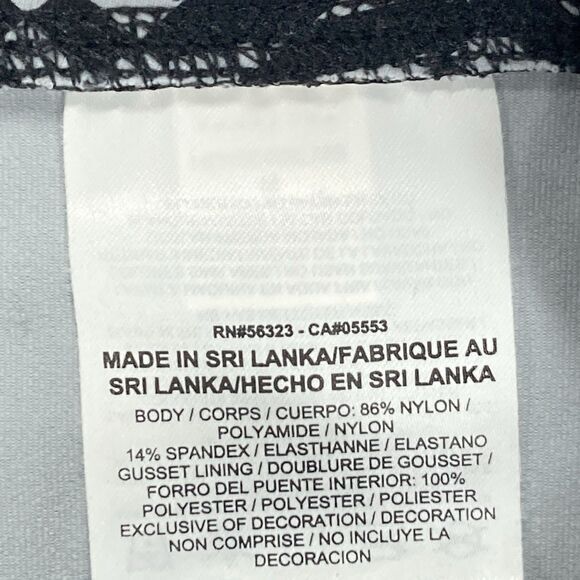 RN#56323 - CA#05553
MADE IN SRI LANKA/FABRIQUE AU
SRI LANKA/HECHO EN SRI LANKA
BODY / CORPS / CUERPO: 86% NYLON /
POLYAMIDE / NYLON
14% SPANDEX / ELASTHANNE / ELASTANO
GUSSET LINING / DOUBLURE DE GOUSSET /
FORRO DEL PUENTE INTERIOR: 100%
POLYESTER / POLYESTER / POLIESTER
EXCLUSIVE OF DECORATION / DECORATION
NON COMPRISE / NO INCLUYE LA
DECORACION